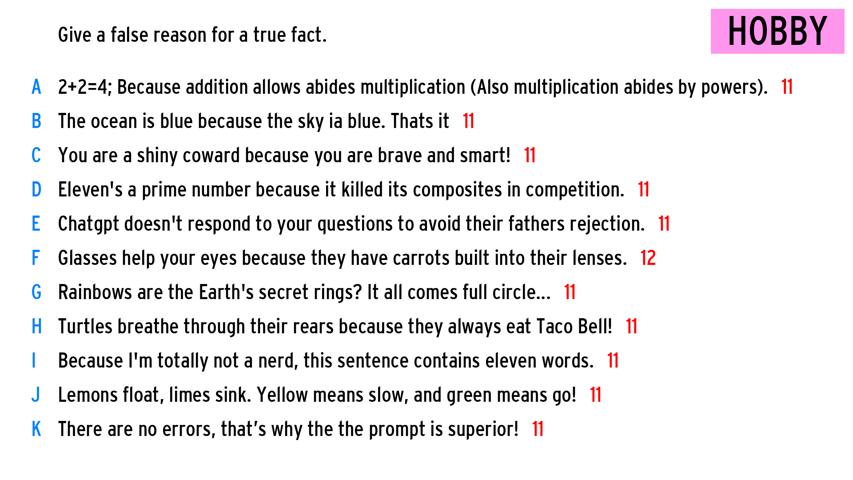 Give a false reason for a true fact.
HOBBY
A 2+2=4; Because addition allows abides multiplication (Also multiplication abides by powers). 11
B The ocean is blue because the sky ia blue. Thats it 11
C You are a shiny coward because you are brave and smart! 11
D Eleven's a prime number because it killed its composites in competition. 11
E Chatgpt doesn't respond to your questions to avoid their fathers rejection. 11
F Glasses help your eyes because they have carrots built into their lenses. 12
G Rainbows are the Earth's secret rings? It all comes full circle... 11
H Turtles breathe through their rears because they always eat Taco Bell! 11
I Because I'm totally not a nerd, this sentence contains eleven words. 11
J Lemons float, limes sink. Yellow means slow, and green means go! 11
K There are no errors, that’s why the the prompt is superior! 11